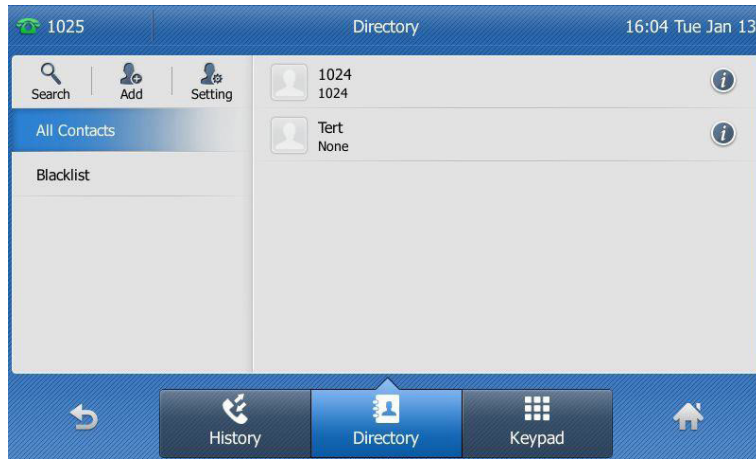 1025
Directory
16:04 Tue Jan 13
Search
Add
Setting
All Contacts
Blacklist
1024
1024
Tert
None
History
Directory
Keypad